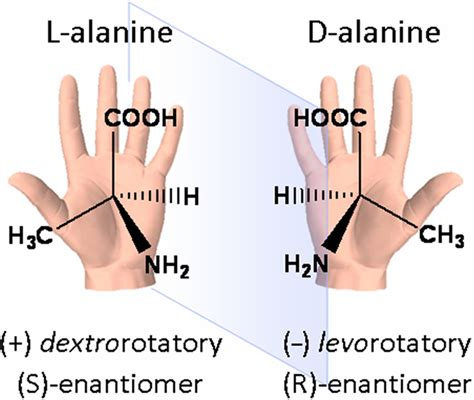 L-alanine
D-alanine
COOH
HOOC
H
H
H₃C
CH₃
NH₂
H₂N
(+) dextrorotatory
(-) levorotatory
(S)-enantiomer
(R)-enantiomer